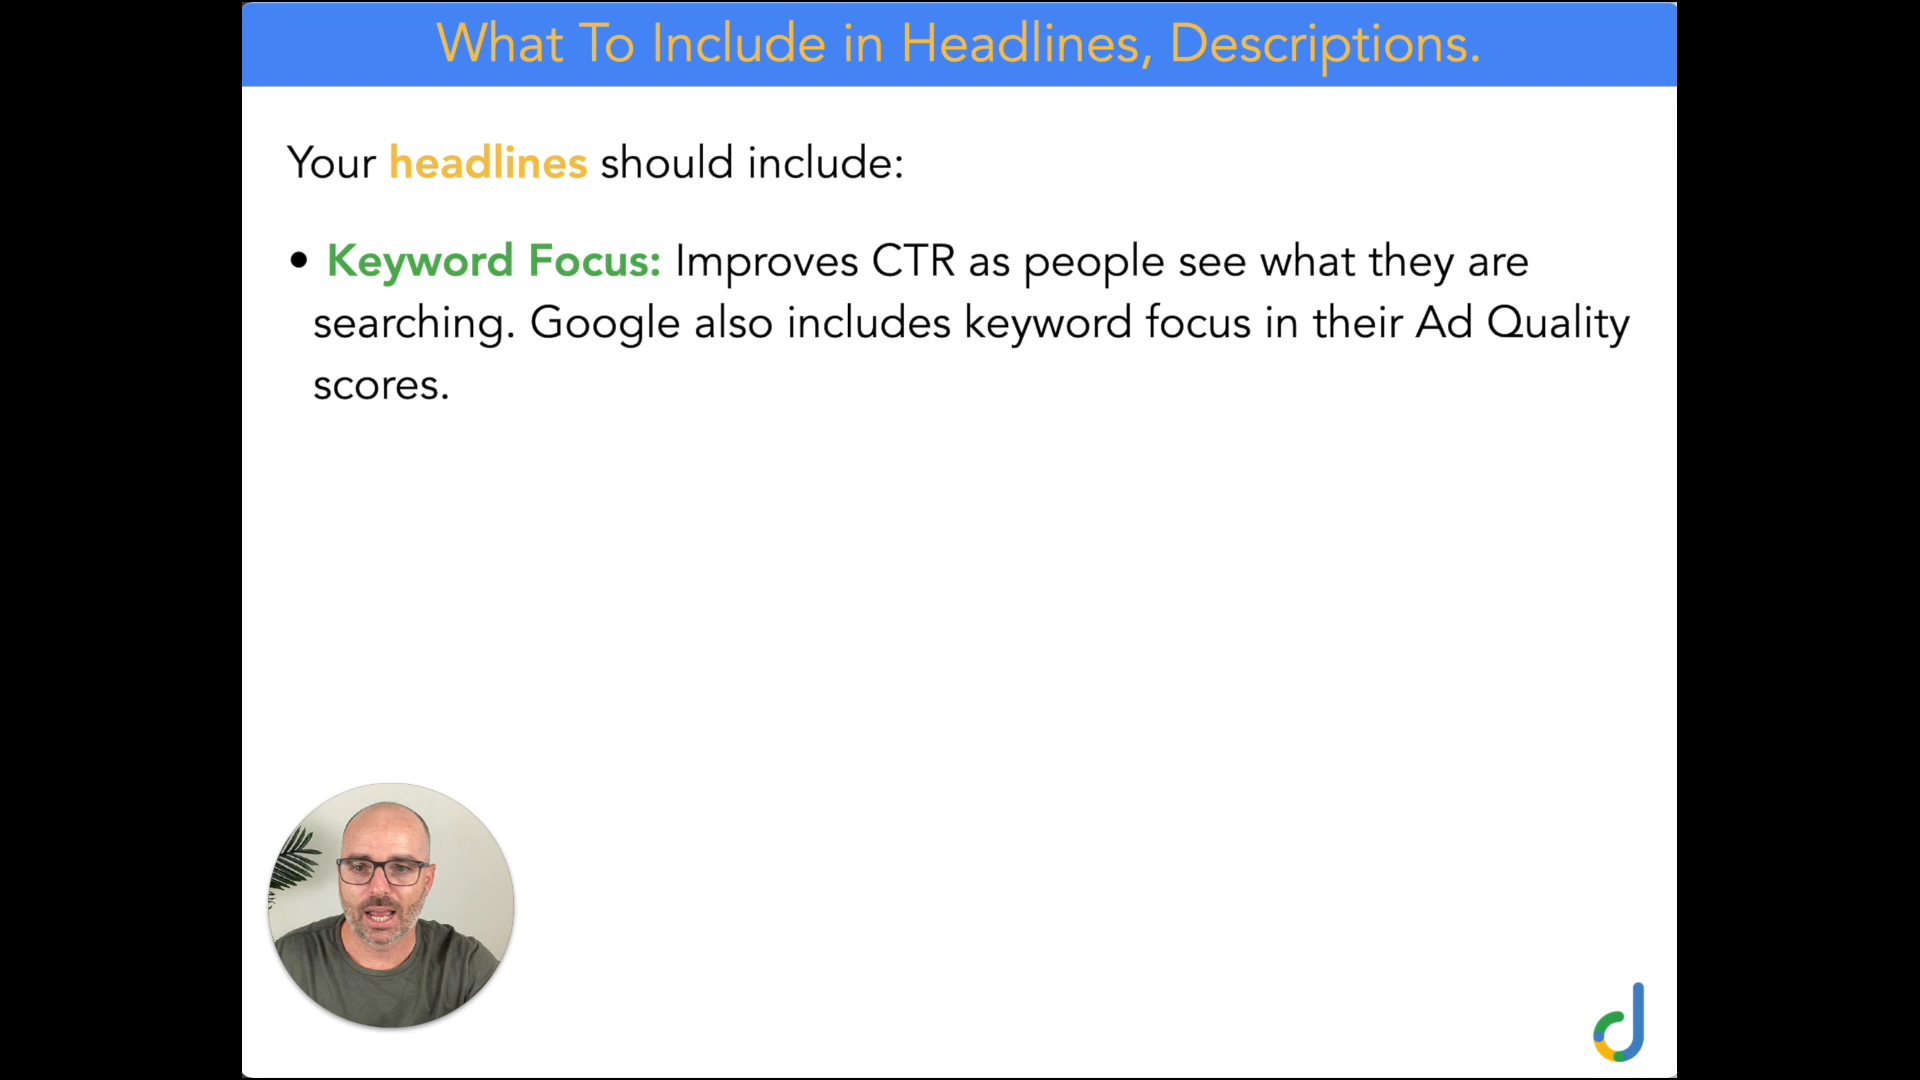 What To Include in Headlines, Descriptions.
Your headlines should include:
• Keyword Focus: Improves CTR as people see what they are
searching. Google also includes keyword focus in their Ad Quality
scores.